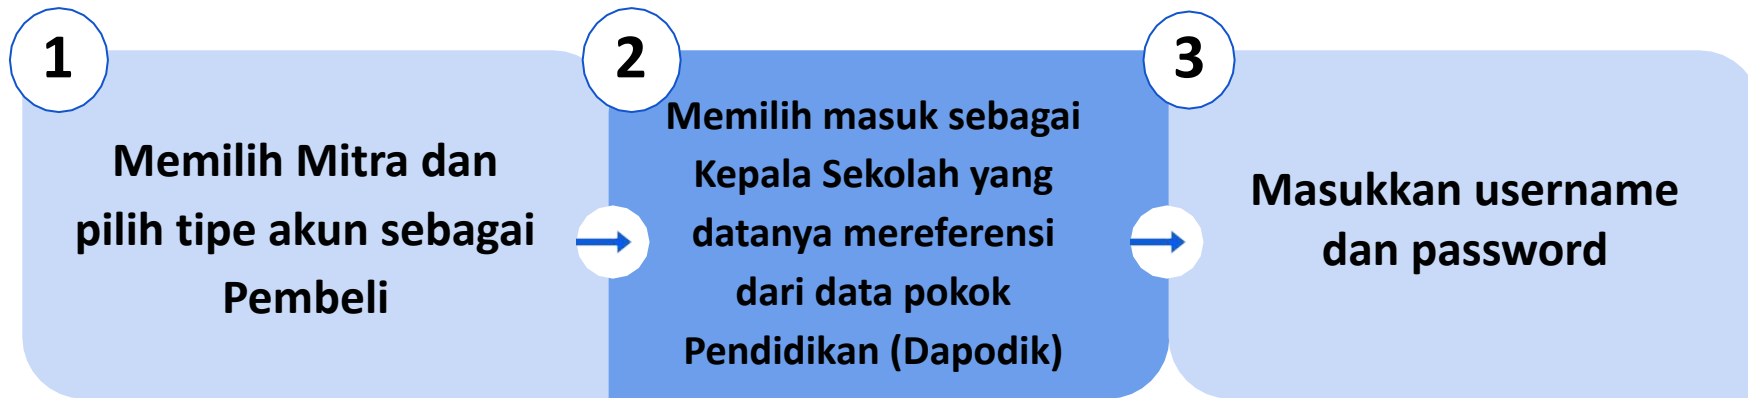 1
Memilih Mitra dan
pilih tipe akun sebagai
Pembeli
2
Memilih masuk sebagai
Kepala Sekolah yang
datanya mereferensi
dari data pokok
Pendidikan (Dapodik)
3
Masukkan username
dan password